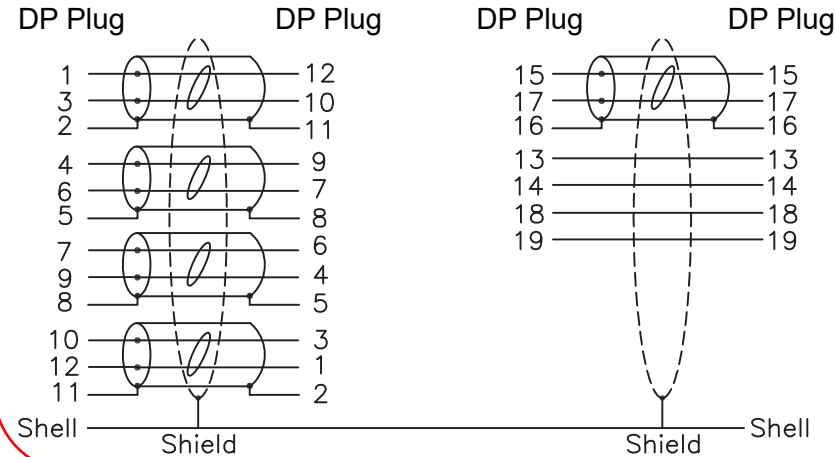 DP Plug DP Plug DP Plug DP Plug
1 12 15 15
3 10 17 17
2 11 16 16
4 9 13 13
6 7 14 14
5 8 18 18
7 6 19 19
9 4
8 5
10 3
12 1
11 2
Shell Shell
Shield Shield